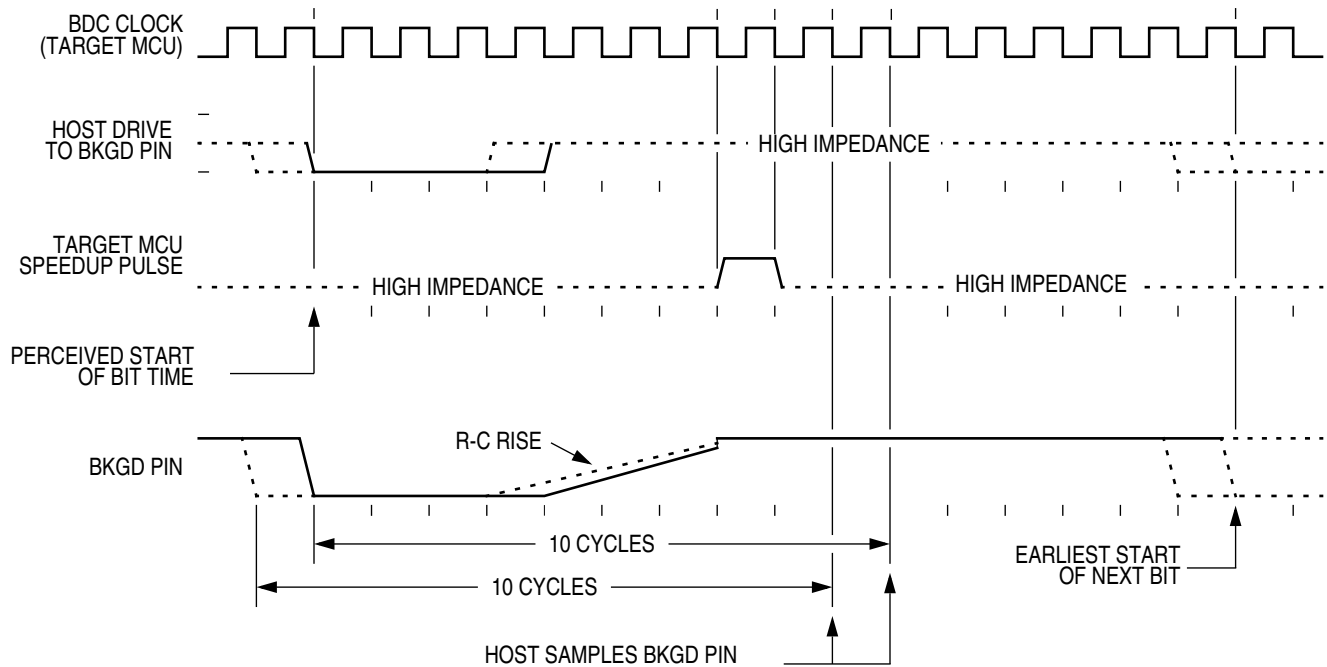 BDC CLOCK
(TARGET MCU)
HOST DRIVE
TO BKGD PIN
HIGH IMPEDANCE
TARGET MCU
SPEEDUP PULSE
HIGH IMPEDANCE
HIGH IMPEDANCE
PERCEIVED START
OF BIT TIME
R-C RISE
BKGD PIN
10 CYCLES
EARLIEST START
OF NEXT BIT
10 CYCLES
HOST SAMPLES BKGD PIN